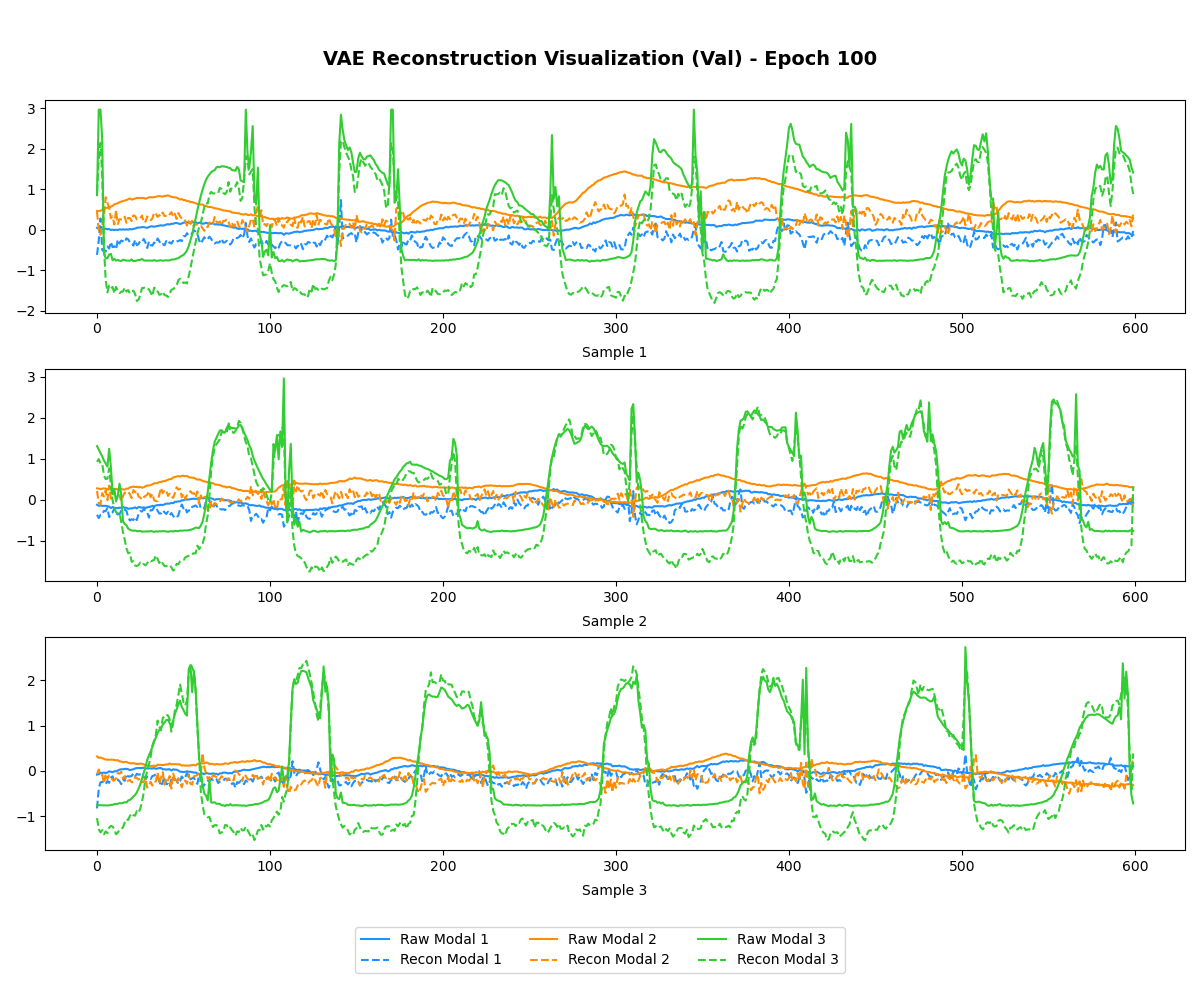 VAE Reconstruction Visualization (Val) - Epoch 100
3
2
1
0
−1
−2
0 100 200 300 400 500 600
Sample 1
3
2
1
0
−1
0 100 200 300 400 500 600
Sample 2
2
1
0
−1
0 100 200 300 400 500 600
Sample 3
Raw Modal 1 Raw Modal 2 Raw Modal 3
Recon Modal 1 Recon Modal 2 Recon Modal 3